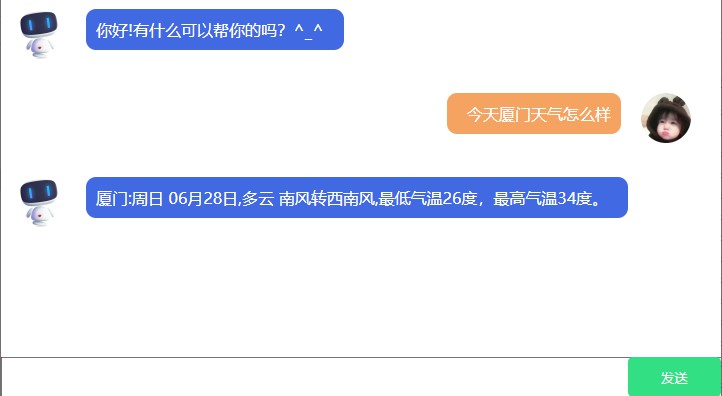 你好!有什么可以帮你的吗？^_^
今天厦门天气怎么样
厦门:周日 06月28日,多云 南风转西南风,最低气温26度，最高气温34度。
发送